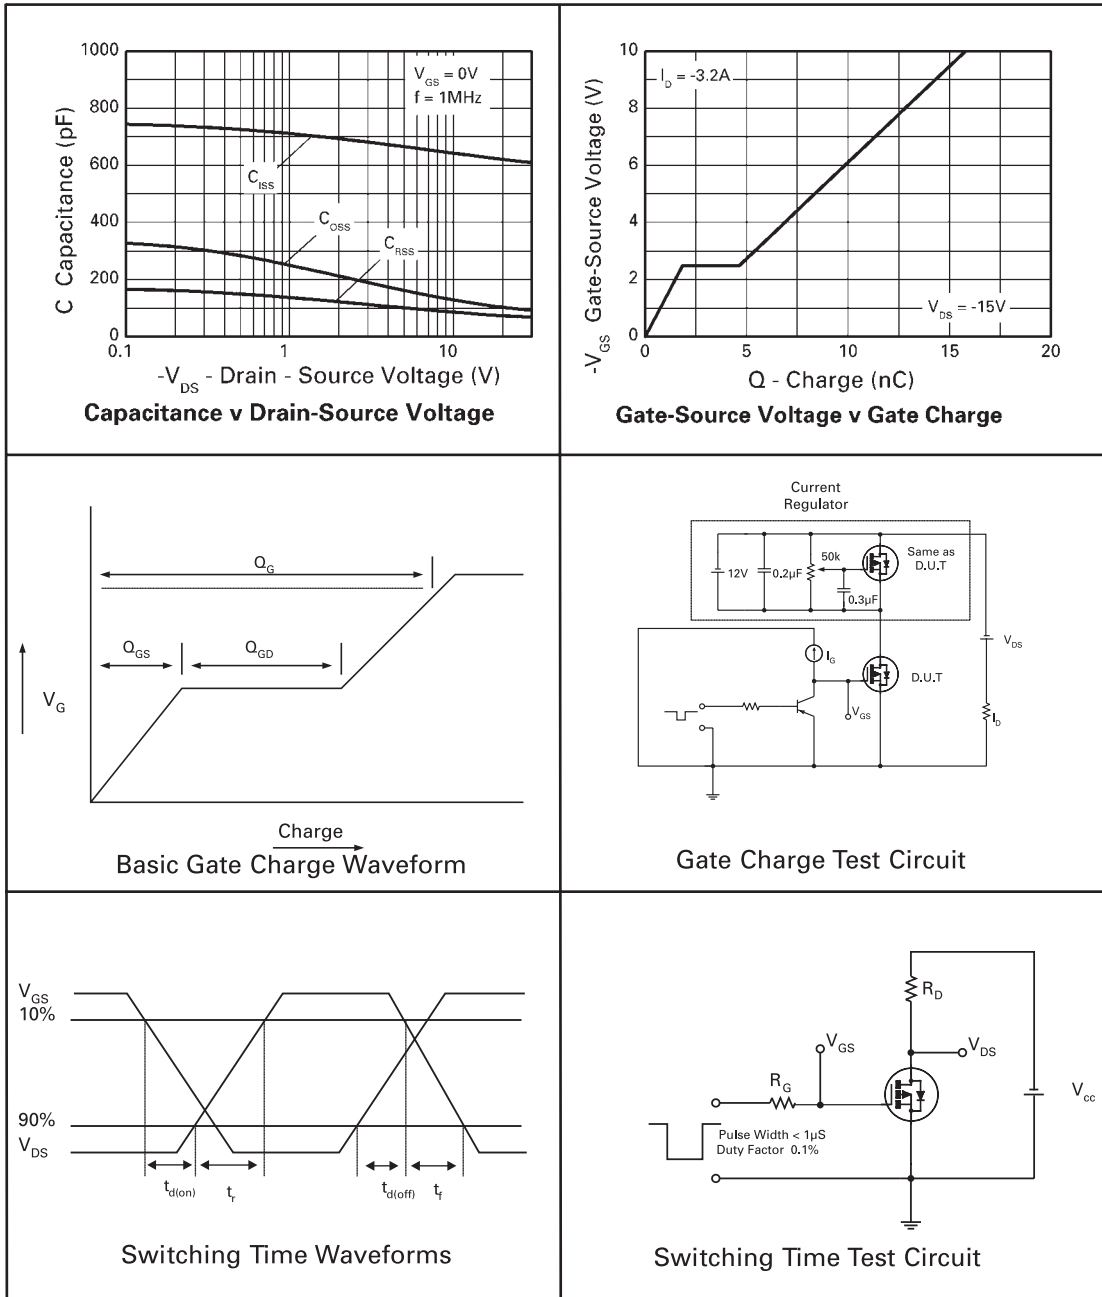 1000
800
600
400
200
0
0.1
1
10
C Capacitance (pF)
V_GS = 0V
f = 1MHz
C_ISS
C_OSS
C_RSS
-V_DS - Drain - Source Voltage (V)
Capacitance v Drain-Source Voltage
10
8
6
4
2
0
0
5
10
15
20
-V_GS Gate-Source Voltage (V)
I_D = -3.2A
V_DS = -15V
Q - Charge (nC)
Gate-Source Voltage v Gate Charge
Q_G
Q_GS
Q_GD
V_G
Charge
Basic Gate Charge Waveform
Current
Regulator
12V
0.2µF
50k
0.3µF
Same as
D.U.T
I_G
V_DS
D.U.T
V_GS
I_D
Gate Charge Test Circuit
V_GS
10%
90%
V_DS
t_d(on)
t_r
t_d(off)
t_f
Switching Time Waveforms
R_D
V_GS
V_DS
R_G
V_cc
Pulse Width < 1µS
Duty Factor 0.1%
Switching Time Test Circuit